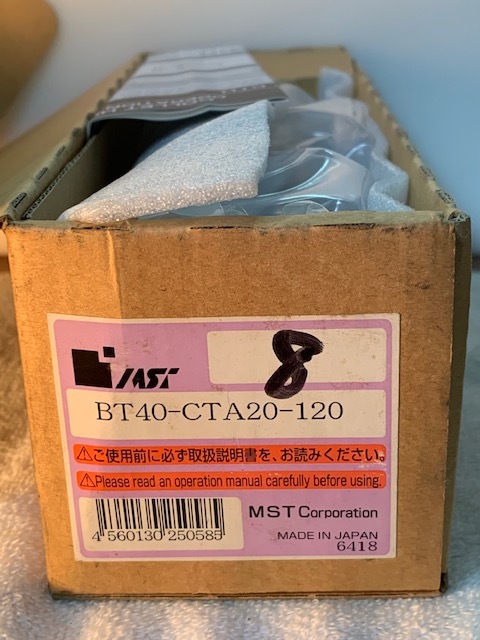 MST
8
BT40-CTA20-120
⚠ご使用前に必ず取扱説明書を、お読みください。
⚠Please read an operation manual carefully before using.
4 560130 250585
MST Corporation
MADE IN JAPAN
6418